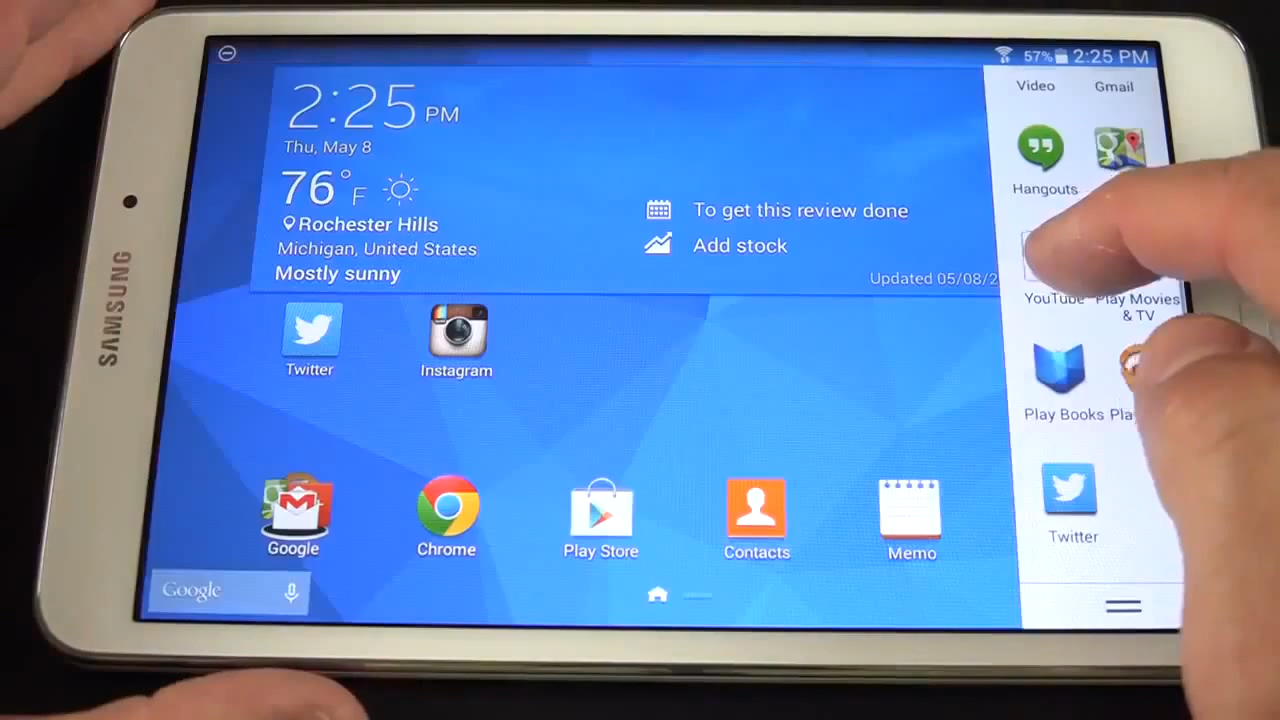 SAMSUNG
57% 2:25 PM
2:25 PM
Thu, May 8
76°F
Rochester Hills
Michigan, United States
Mostly sunny
To get this review done
Add stock
Updated 05/08/2
Twitter
Instagram
Google
Chrome
Play Store
Contacts
Memo
Google
Video
Gmail
Hangouts
YouTube
Play Movies
& TV
Play Books
Pla
Twitter